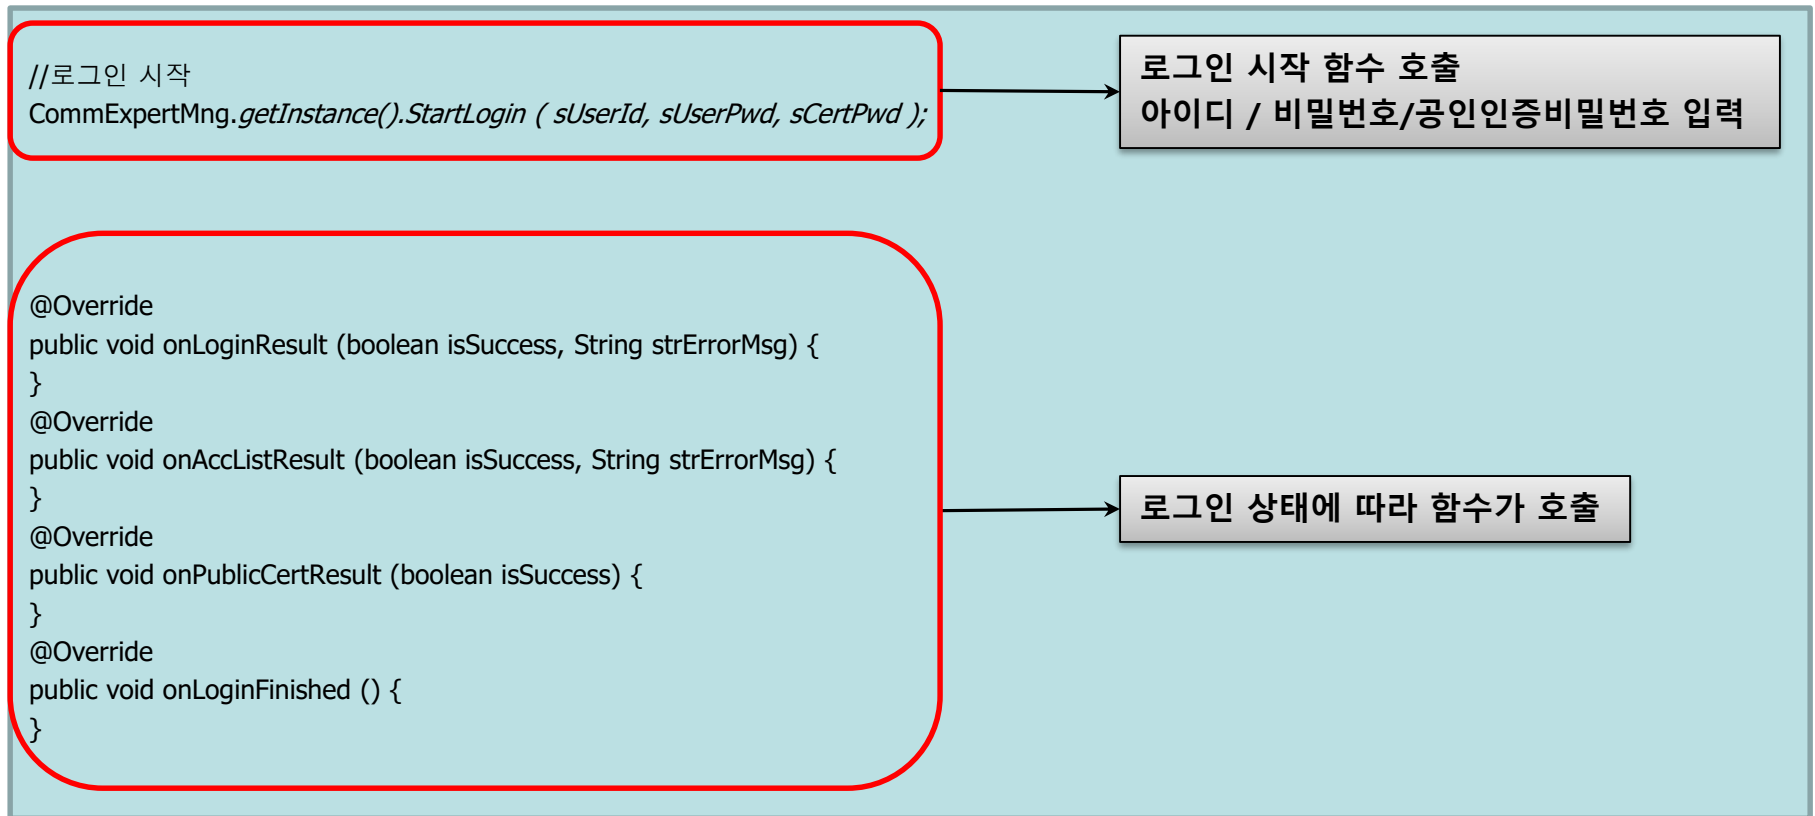 //로그인 시작
CommExpertMng.getInstance().StartLogin ( sUserId, sUserPwd, sCertPwd );
로그인 시작 함수 호출
아이디 / 비밀번호/공인인증비밀번호 입력
@Override
public void onLoginResult (boolean isSuccess, String strErrorMsg) {
}
@Override
public void onAccListResult (boolean isSuccess, String strErrorMsg) {
}
@Override
public void onPublicCertResult (boolean isSuccess) {
}
@Override
public void onLoginFinished () {
}
로그인 상태에 따라 함수가 호출